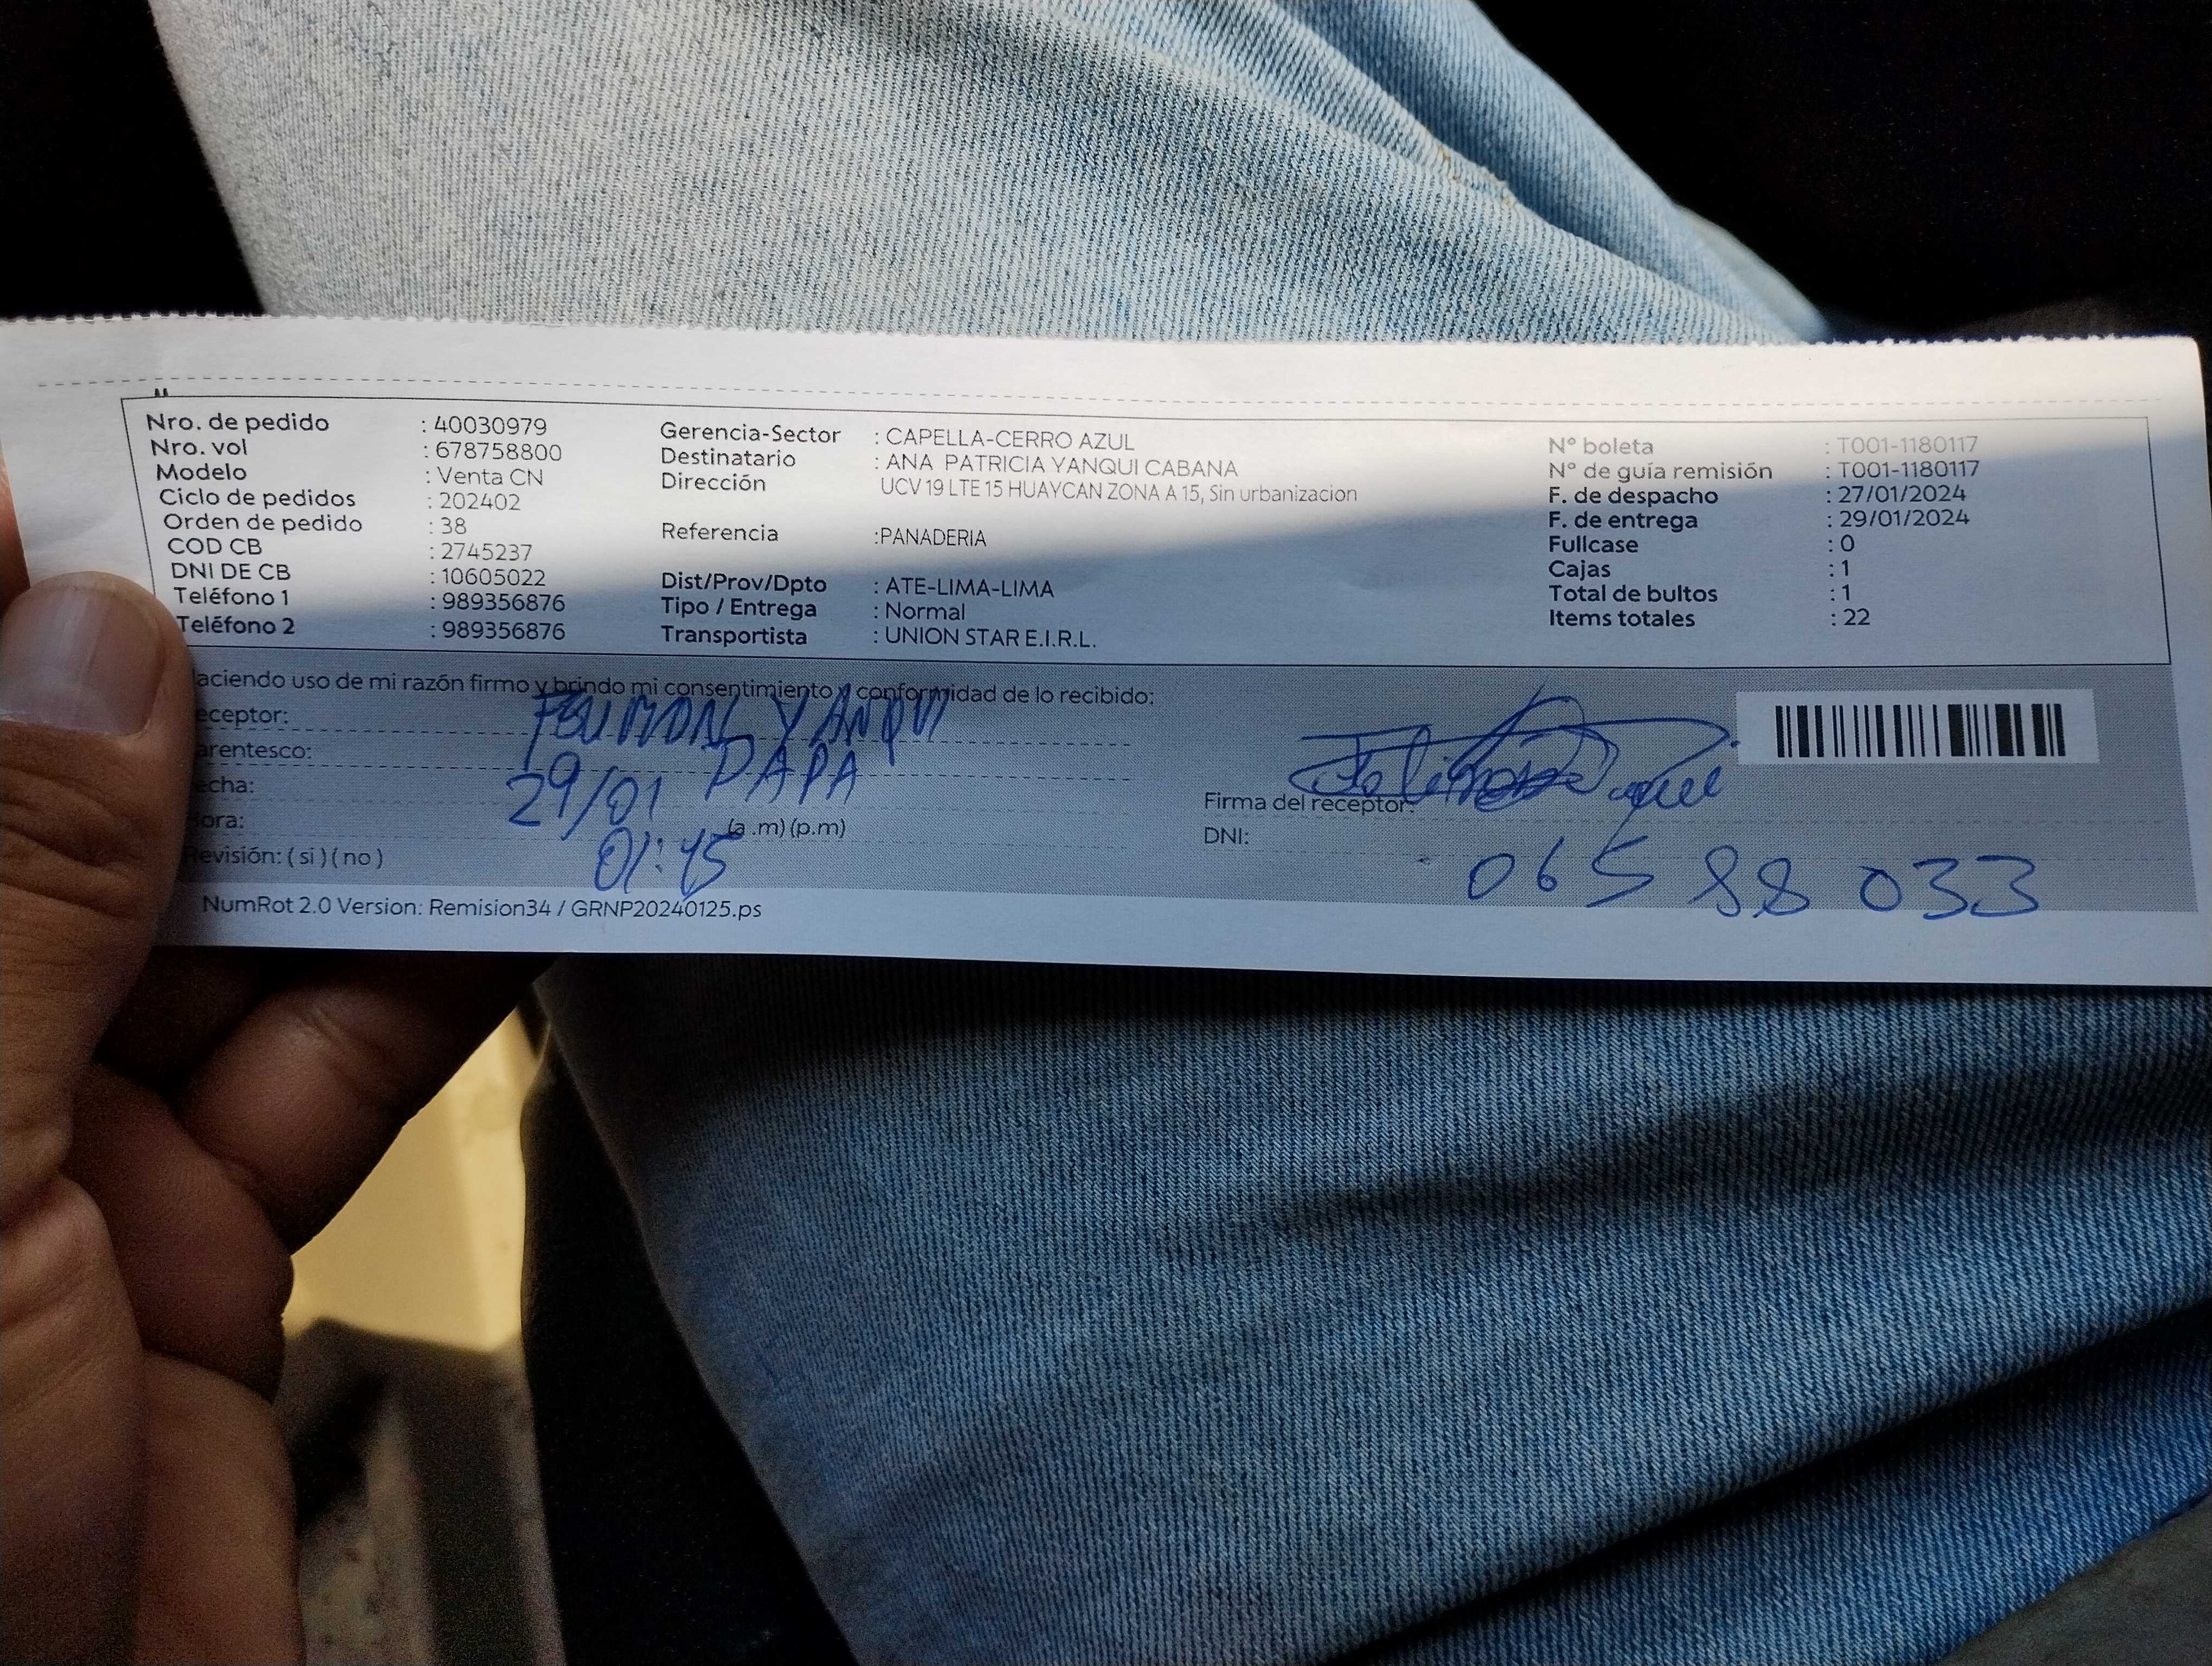 Nro. de pedido : 40030979
Nro. vol : 678758800
Modelo : Venta CN
Ciclo de pedidos : 202402
Orden de pedido : 38
COD CB : 2745237
DNI DE CB : 10605022
Teléfono 1 : 989356876
Teléfono 2 : 989356876
Gerencia-Sector : CAPELLA-CERRO AZUL
Destinatario : ANA PATRICIA YANQUI CABANA
Dirección UCV 19 LTE 15 HUAYCAN ZONA A 15, Sin urbanizacion
Referencia :PANADERIA
Dist/Prov/Dpto : ATE-LIMA-LIMA
Tipo / Entrega : Normal
Transportista : UNION STAR E.I.R.L.
N° boleta : T001-1180117
N° de guía remisión : T001-1180117
F. de despacho : 27/01/2024
F. de entrega : 29/01/2024
Fullcase : 0
Cajas : 1
Total de bultos : 1
Items totales : 22
aciendo uso de mi razón firmo y brindo mi consentimiento y conformidad de lo recibido:
eceptor: YANQUI
arentesco: PAPA
echa: 29/01
ora: 01:45 (a .m) (p.m)
Revisión: ( si ) ( no )
Firma del receptor:
DNI: 06588033
NumRot 2.0 Version: Remision34 / GRNP20240125.ps